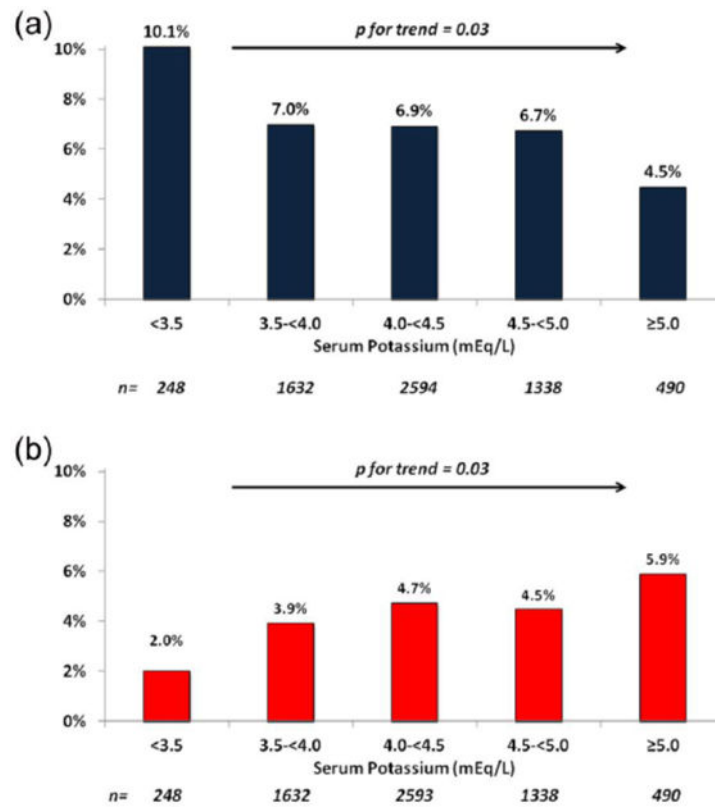 (a)
10.1%
p for trend = 0.03
10%
8%
7.0% 6.9% 6.7%
6%
4.5%
4%
2%
0%
<3.5 3.5-<4.0 4.0-<4.5 4.5-<5.0 ≥5.0
Serum Potassium (mEq/L)
n= 248 1632 2594 1338 490
(b)
10%
p for trend = 0.03
8%
6%
5.9%
4.7%
4.5%
3.9%
4%
2.0%
2%
0%
<3.5 3.5-<4.0 4.0-<4.5 4.5-<5.0 ≥5.0
Serum Potassium (mEq/L)
n= 248 1632 2593 1338 490